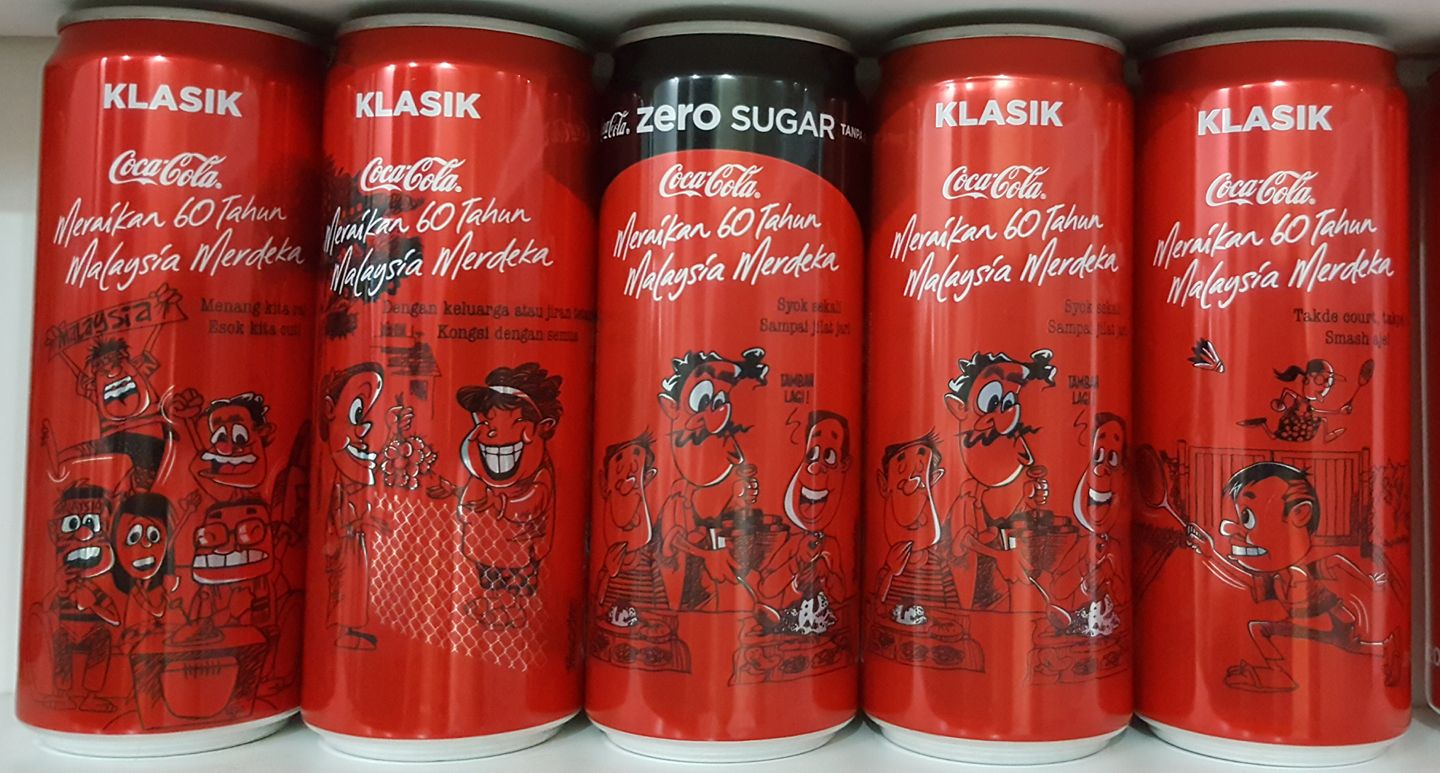 KLASIK
Coca-Cola
Meraikan 60 Tahun
Malaysia Merdeka
Malaysia
Menang kita
Esok kita cuti
KLASIK
Coca-Cola
Meraikan 60 Tahun
Malaysia Merdeka
Dengan keluarga atau jiran
Kongsi dengan semua
Coca-Cola zero SUGAR
Coca-Cola
Meraikan 60 Tahun
Malaysia Merdeka
Syok sekali
Sampai jilat jari
TAMBAH
LAGI!
KLASIK
Coca-Cola
Meraikan 60 Tahun
Malaysia Merdeka
Syok sekali
Sampai jilat jari
TAMBAH
LAGI!
KLASIK
Coca-Cola
Meraikan 60 Tahun
Malaysia Merdeka
Takde court,
Smash aje!